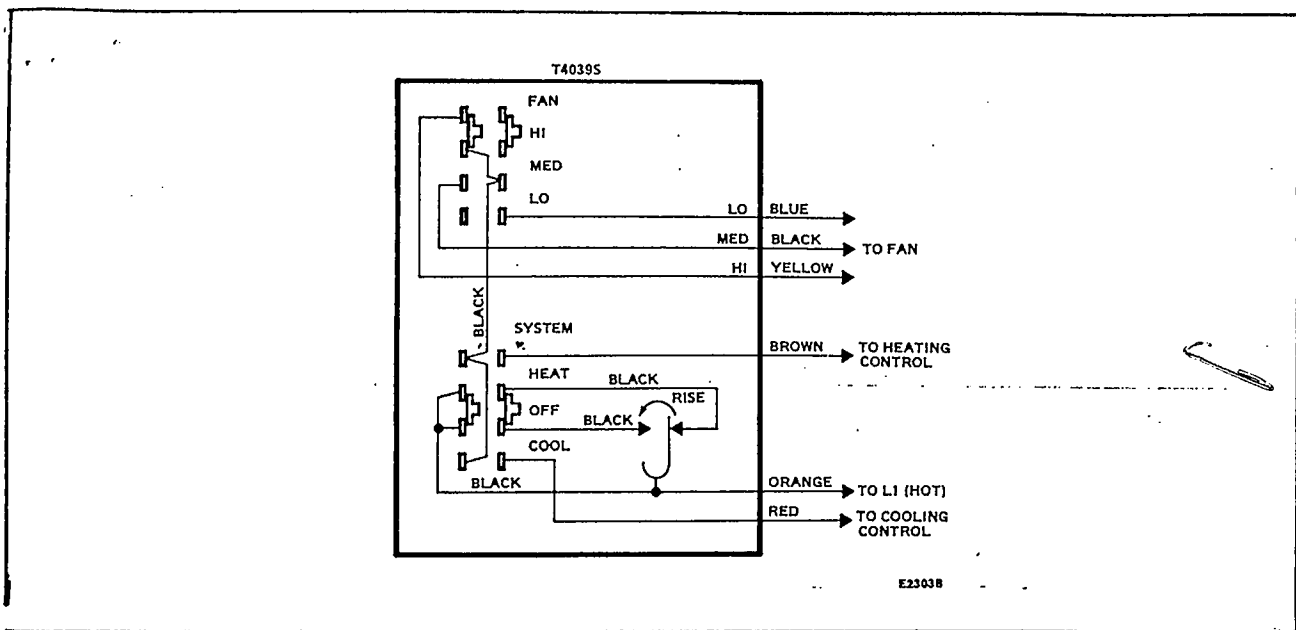 T4039S
FAN
HI
MED
LO
LO BLUE
MED BLACK
TO FAN
HI YELLOW
BLACK
SYSTEM
BROWN
TO HEATING
CONTROL
HEAT
BLACK
RISE
OFF
BLACK
COOL
BLACK
ORANGE
TO L1 (HOT)
RED
TO COOLING
CONTROL
E2303B